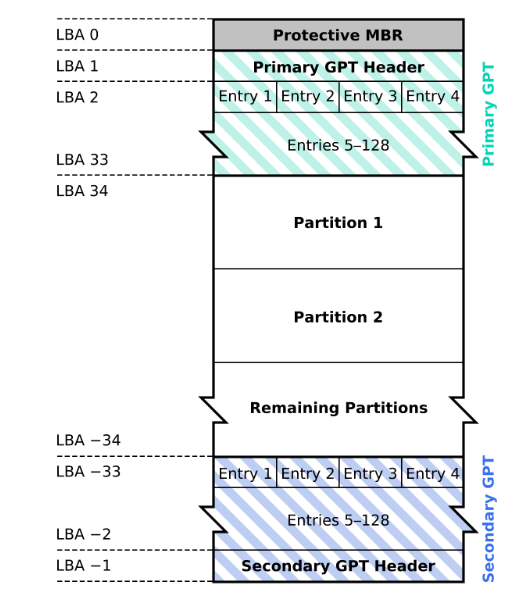 LBA 0
Protective MBR
LBA 1
Primary GPT Header
LBA 2
Entry 1 Entry 2 Entry 3 Entry 4
Entries 5–128
LBA 33
Primary GPT
LBA 34
Partition 1
Partition 2
Remaining Partitions
LBA −34
LBA −33
Entry 1 Entry 2 Entry 3 Entry 4
Entries 5–128
LBA −2
LBA −1
Secondary GPT Header
Secondary GPT